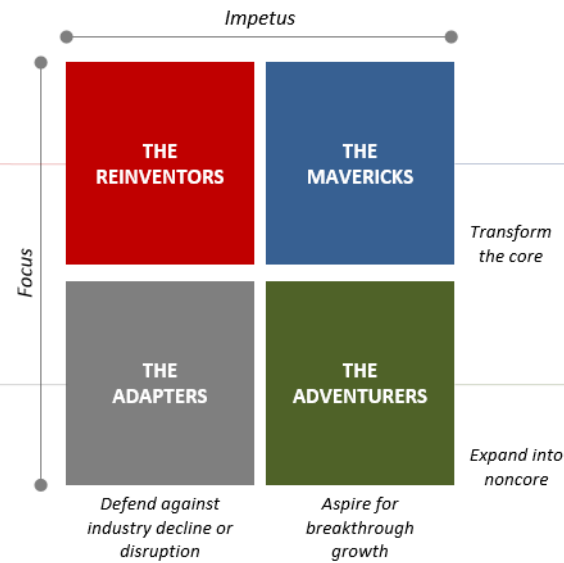 Impetus
Focus
THE
REINVENTORS
THE
MAVERICKS
Transform
the core
THE
ADAPTERS
THE
ADVENTURERS
Expand into
noncore
Defend against
industry decline or
disruption
Aspire for
breakthrough
growth